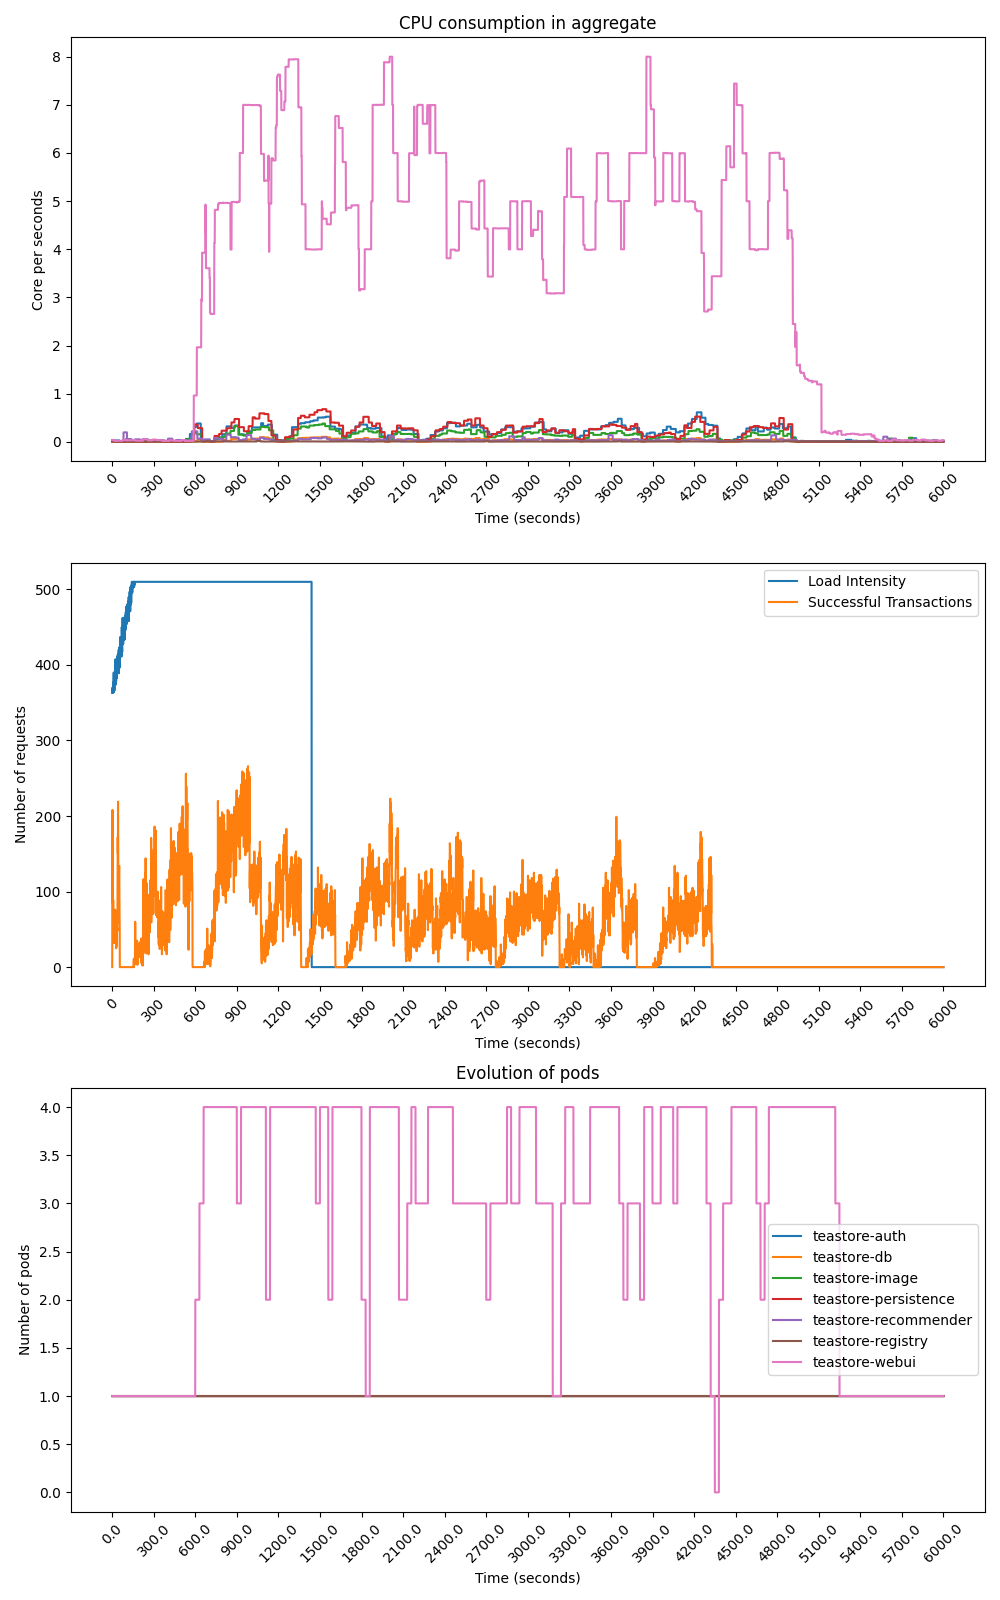 CPU consumption in aggregate
8
7
6
5
4
3
2
1
0
Core per seconds
0 300 600 900 1200 1500 1800 2100 2400 2700 3000 3300 3600 3900 4200 4500 4800 5100 5400 5700 6000
Time (seconds)
Load Intensity
Successful Transactions
500
400
300
200
100
0
Number of requests
0 300 600 900 1200 1500 1800 2100 2400 2700 3000 3300 3600 3900 4200 4500 4800 5100 5400 5700 6000
Time (seconds)
Evolution of pods
4.0
3.5
3.0
2.5
2.0
1.5
1.0
0.5
0.0
Number of pods
teastore-auth
teastore-db
teastore-image
teastore-persistence
teastore-recommender
teastore-registry
teastore-webui
0.0 300.0 600.0 900.0 1200.0 1500.0 1800.0 2100.0 2400.0 2700.0 3000.0 3300.0 3600.0 3900.0 4200.0 4500.0 4800.0 5100.0 5400.0 5700.0 6000.0
Time (seconds)